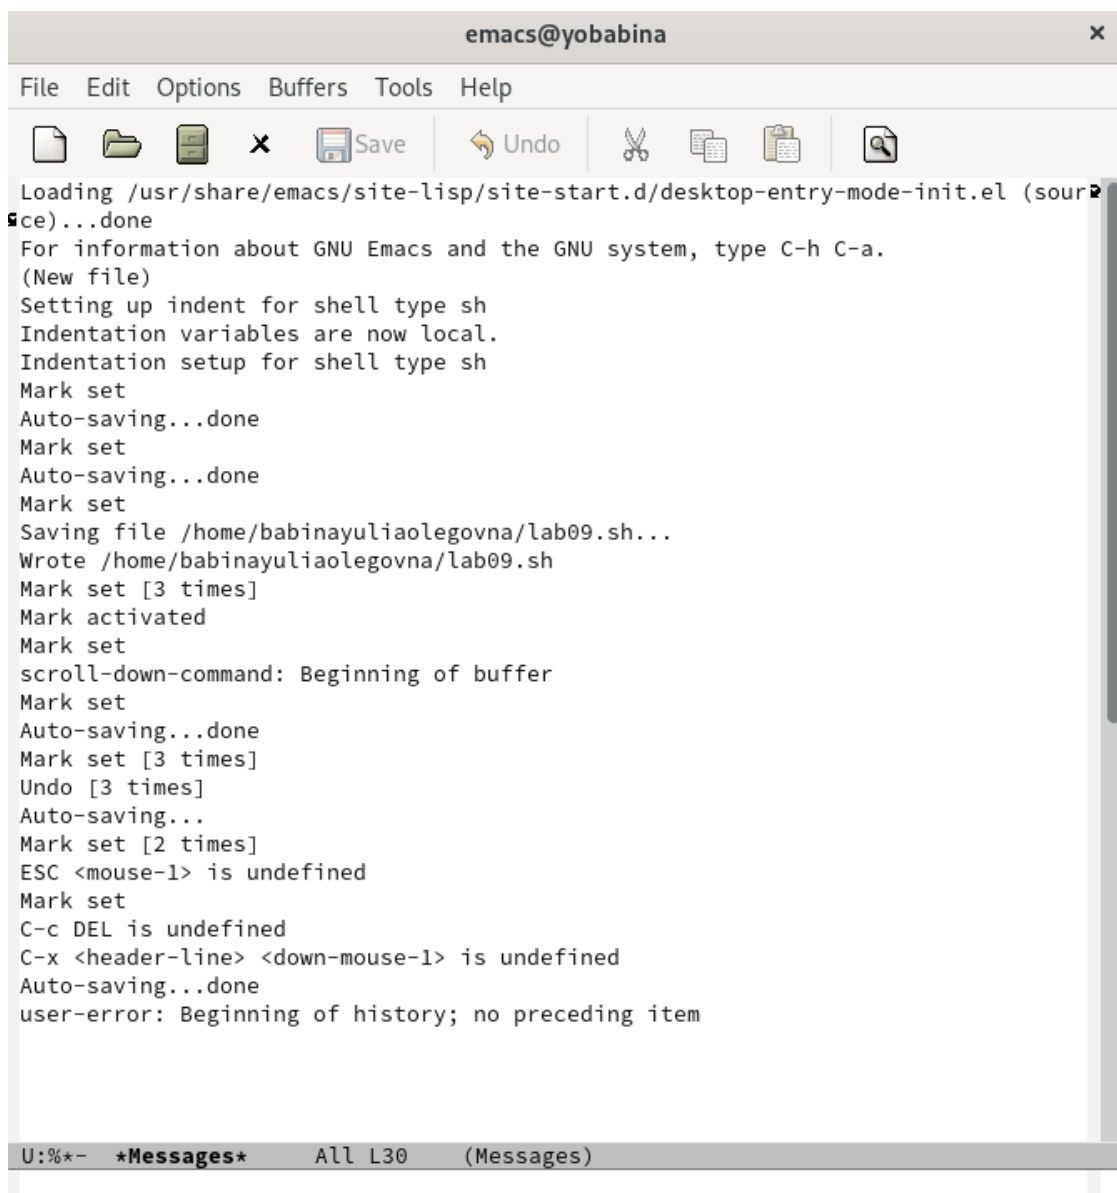 emacs@yobabina ×
File Edit Options Buffers Tools Help
Save Undo
Loading /usr/share/emacs/site-lisp/site-start.d/desktop-entry-mode-init.el (sour
ce)...done
For information about GNU Emacs and the GNU system, type C-h C-a.
(New file)
Setting up indent for shell type sh
Indentation variables are now local.
Indentation setup for shell type sh
Mark set
Auto-saving...done
Mark set
Auto-saving...done
Mark set
Saving file /home/babinayuliaolegovna/lab09.sh...
Wrote /home/babinayuliaolegovna/lab09.sh
Mark set [3 times]
Mark activated
Mark set
scroll-down-command: Beginning of buffer
Mark set
Auto-saving...done
Mark set [3 times]
Undo [3 times]
Auto-saving...
Mark set [2 times]
ESC <mouse-1> is undefined
Mark set
C-c DEL is undefined
C-x <header-line> <down-mouse-1> is undefined
Auto-saving...done
user-error: Beginning of history; no preceding item
U:%*- *Messages* All L30 (Messages)